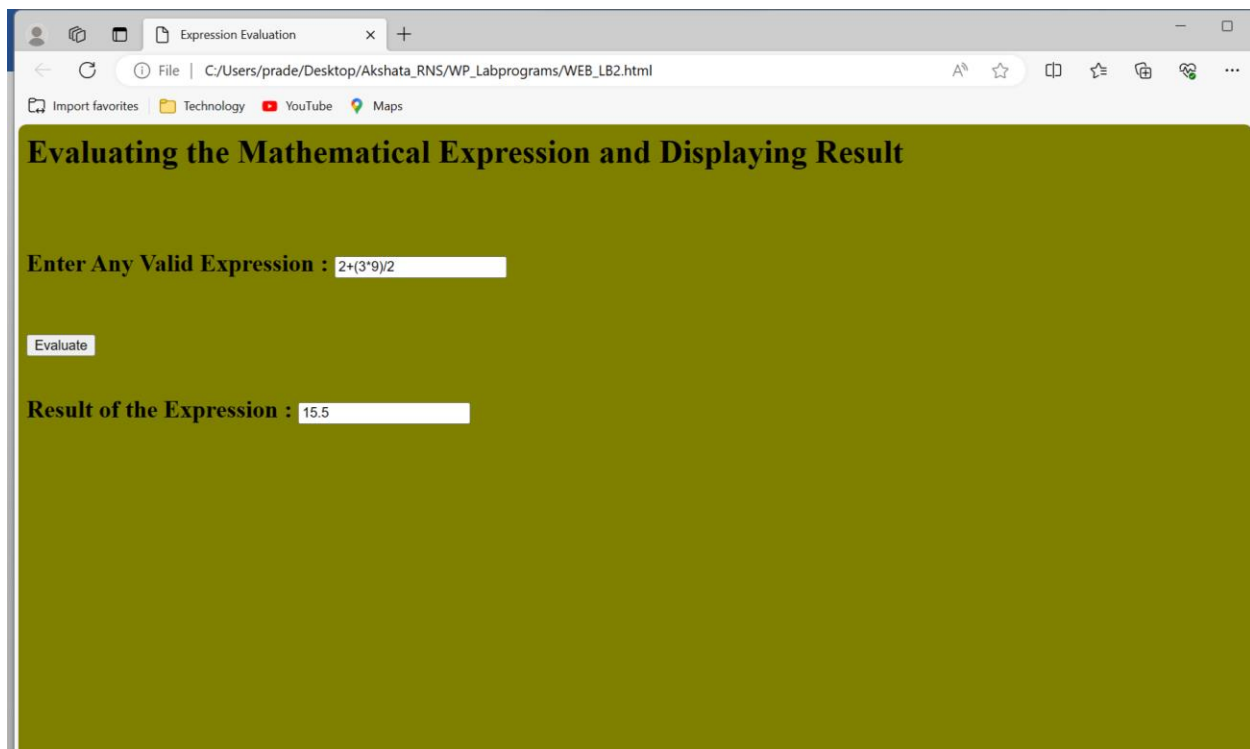 Expression Evaluation
File | C:/Users/prade/Desktop/Akshata_RNS/WP_Labprograms/WEB_LB2.html
Import favorites Technology YouTube Maps
Evaluating the Mathematical Expression and Displaying Result
Enter Any Valid Expression : 2+(3*9)/2
Evaluate
Result of the Expression : 15.5